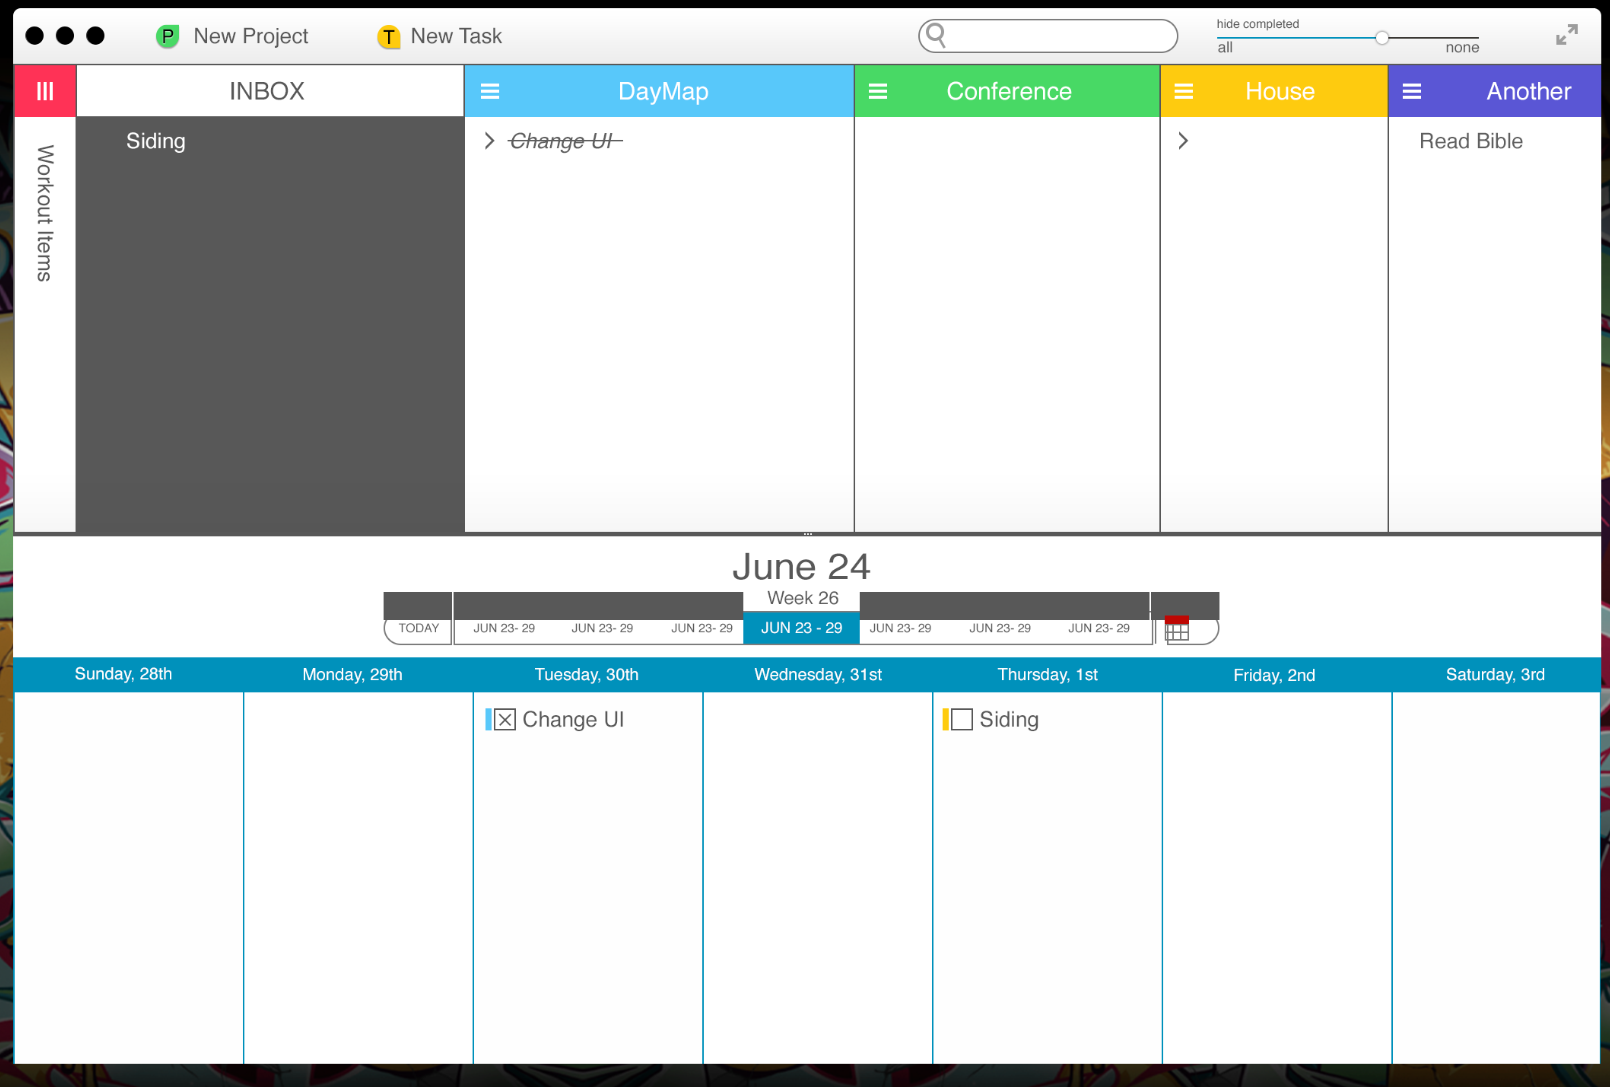 P New Project
T New Task
hide completed
all none
INBOX
DayMap
Conference
House
Another
Workout Items
Siding
Change UI
Read Bible
June 24
Week 26
TODAY
JUN 23- 29
JUN 23- 29
JUN 23- 29
JUN 23 - 29
JUN 23- 29
JUN 23- 29
JUN 23- 29
Sunday, 28th
Monday, 29th
Tuesday, 30th
Wednesday, 31st
Thursday, 1st
Friday, 2nd
Saturday, 3rd
Change UI
Siding